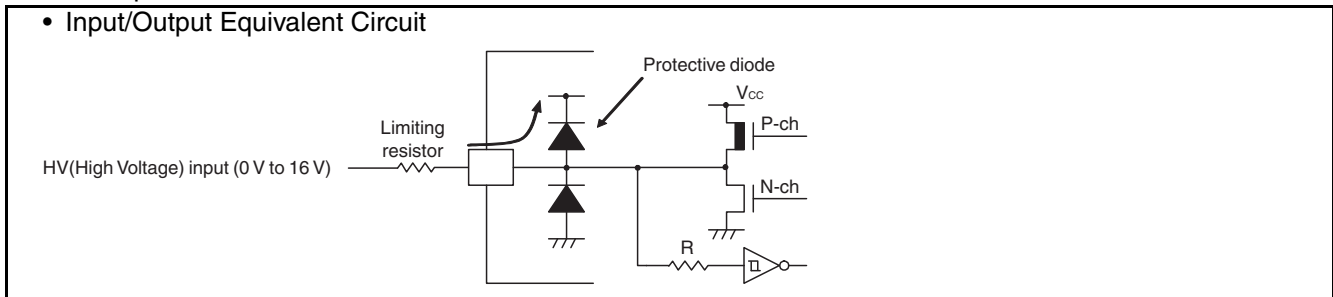 • Input/Output Equivalent Circuit
Protective diode
Vcc
P-ch
Limiting
resistor
HV(High Voltage) input (0 V to 16 V)
N-ch
R